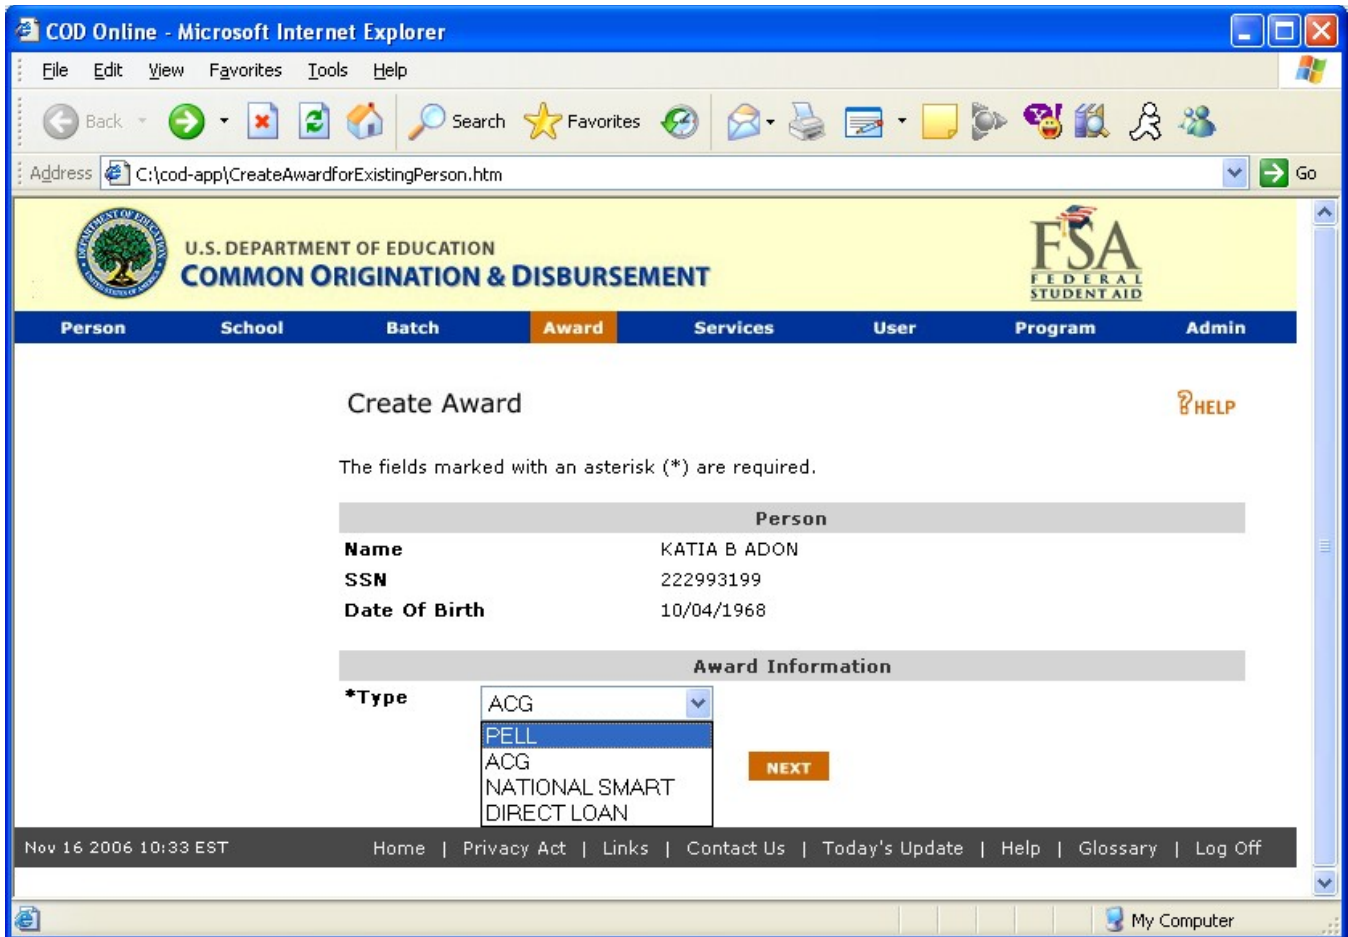 COD Online - Microsoft Internet Explorer
File Edit View Favorites Tools Help
Back Search Favorites
Address C:\cod-app\CreateAwardforExistingPerson.htm Go
U.S. DEPARTMENT OF EDUCATION
COMMON ORIGINATION & DISBURSEMENT
FSA
FEDERAL
STUDENT AID
Person School Batch Award Services User Program Admin
Create Award
? HELP
The fields marked with an asterisk (*) are required.
Person
Name KATIA B ADON
SSN 222993199
Date Of Birth 10/04/1968
Award Information
*Type ACG
PELL
ACG
NATIONAL SMART
DIRECT LOAN
NEXT
Nov 16 2006 10:33 EST Home | Privacy Act | Links | Contact Us | Today's Update | Help | Glossary | Log Off
My Computer